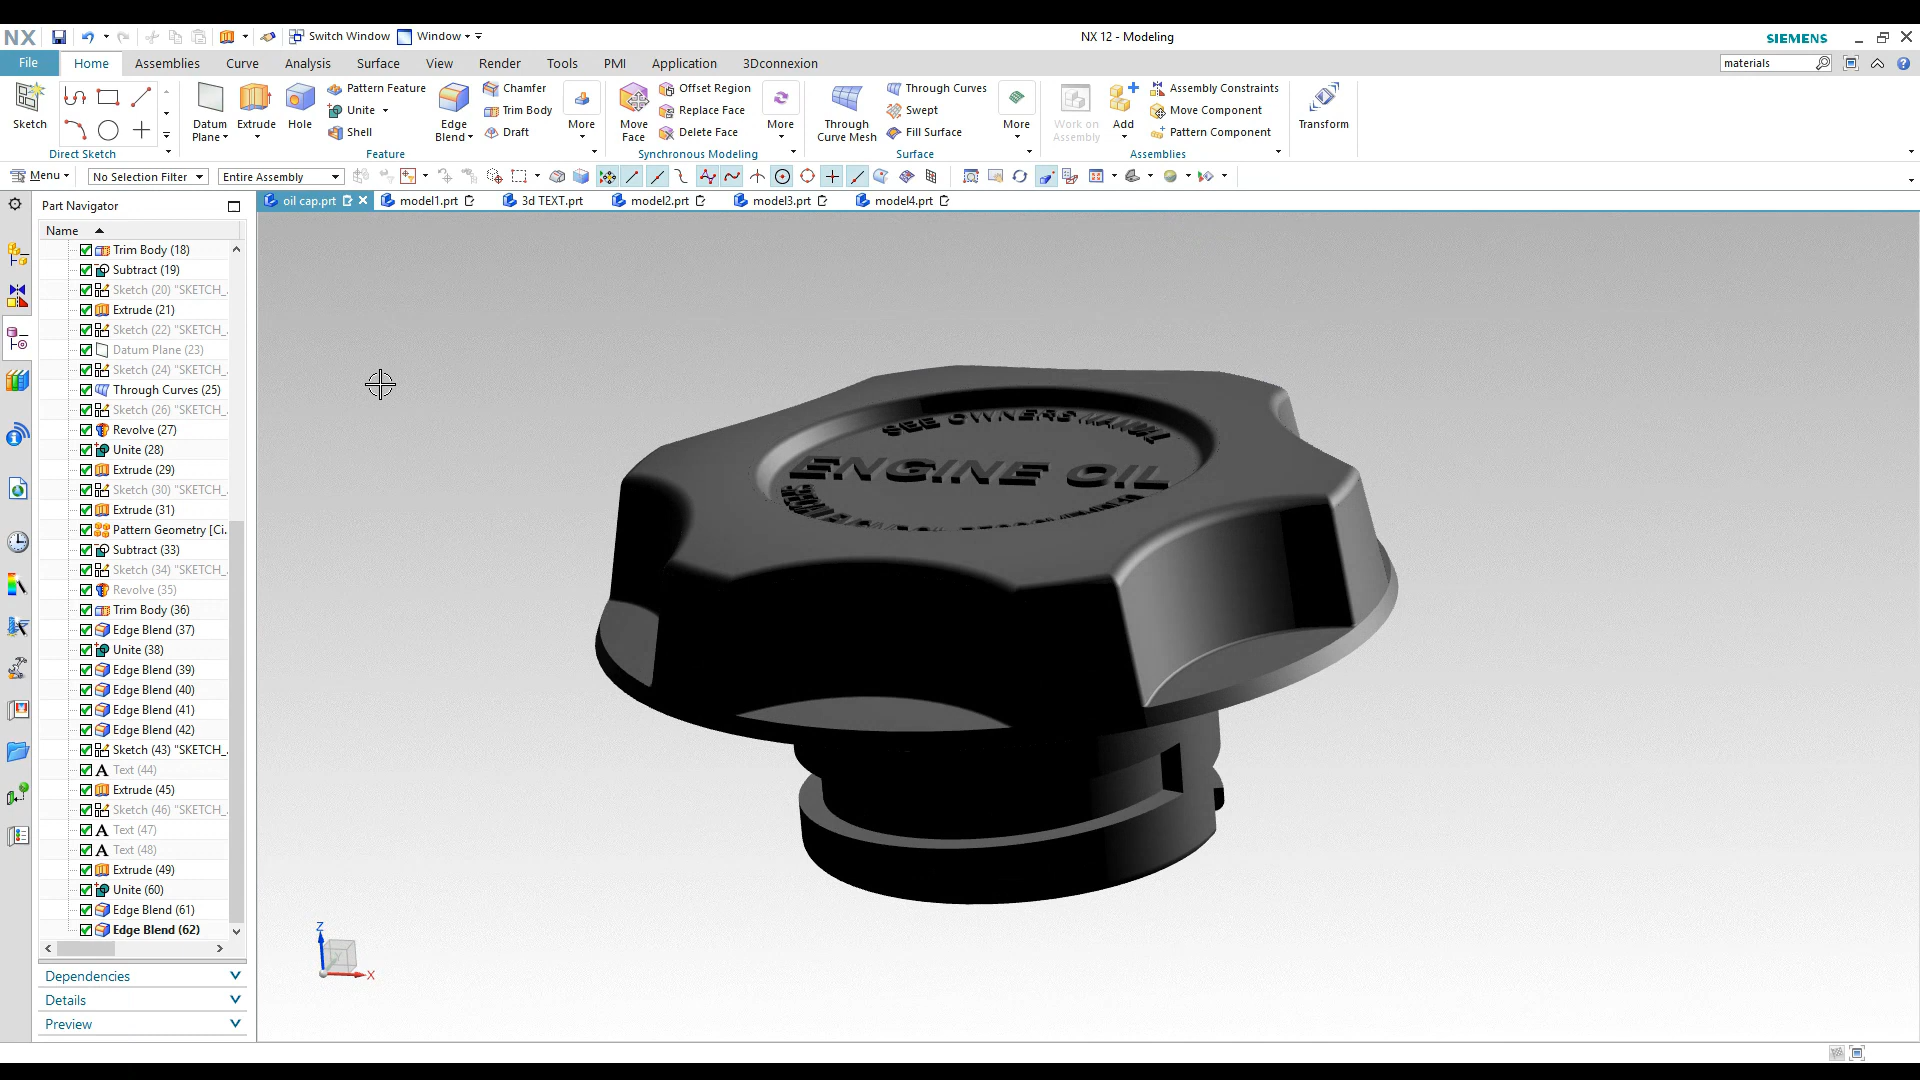 NX
Switch Window
Window
NX 12 - Modeling
SIEMENS
File
Home
Assemblies
Curve
Analysis
Surface
View
Render
Tools
PMI
Application
3Dconnexion
materials
Sketch
Direct Sketch
Datum Plane
Extrude
Hole
Pattern Feature
Unite
Shell
Edge Blend
Chamfer
Trim Body
Draft
More
Feature
Move Face
Offset Region
Replace Face
Delete Face
More
Synchronous Modeling
Through Curve Mesh
Through Curves
Swept
Fill Surface
More
Surface
Work on Assembly
Add
Assembly Constraints
Move Component
Pattern Component
Assemblies
Transform
Menu
No Selection Filter
Entire Assembly
oil cap.prt
model1.prt
3d TEXT.prt
model2.prt
model3.prt
model4.prt
Part Navigator
Name
Trim Body (18)
Subtract (19)
Sketch (20) "SKETCH_
Extrude (21)
Sketch (22) "SKETCH_
Datum Plane (23)
Sketch (24) "SKETCH_
Through Curves (25)
Sketch (26) "SKETCH_
Revolve (27)
Unite (28)
Extrude (29)
Sketch (30) "SKETCH_
Extrude (31)
Pattern Geometry [Ci
Subtract (33)
Sketch (34) "SKETCH_
Revolve (35)
Trim Body (36)
Edge Blend (37)
Unite (38)
Edge Blend (39)
Edge Blend (40)
Edge Blend (41)
Edge Blend (42)
Sketch (43) "SKETCH_
Text (44)
Extrude (45)
Sketch (46) "SKETCH_
Text (47)
Text (48)
Extrude (49)
Unite (60)
Edge Blend (61)
Edge Blend (62)
Dependencies
Details
Preview
SEE OWNERS MANUAL
ENGINE OIL
Z
X